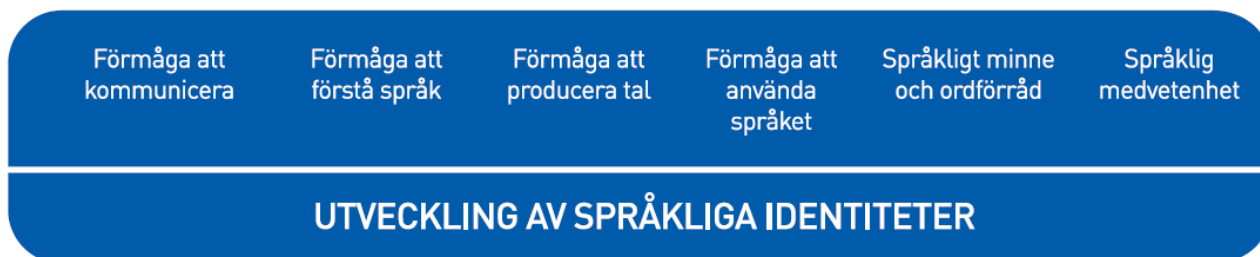 Förmåga att
kommunicera
Förmåga att
förstå språk
Förmåga att
producera tal
Förmåga att
använda
språket
Språkligt minne
och ordförråd
Språklig
medvetenhet
UTVECKLING AV SPRÅKLIGA IDENTITETER